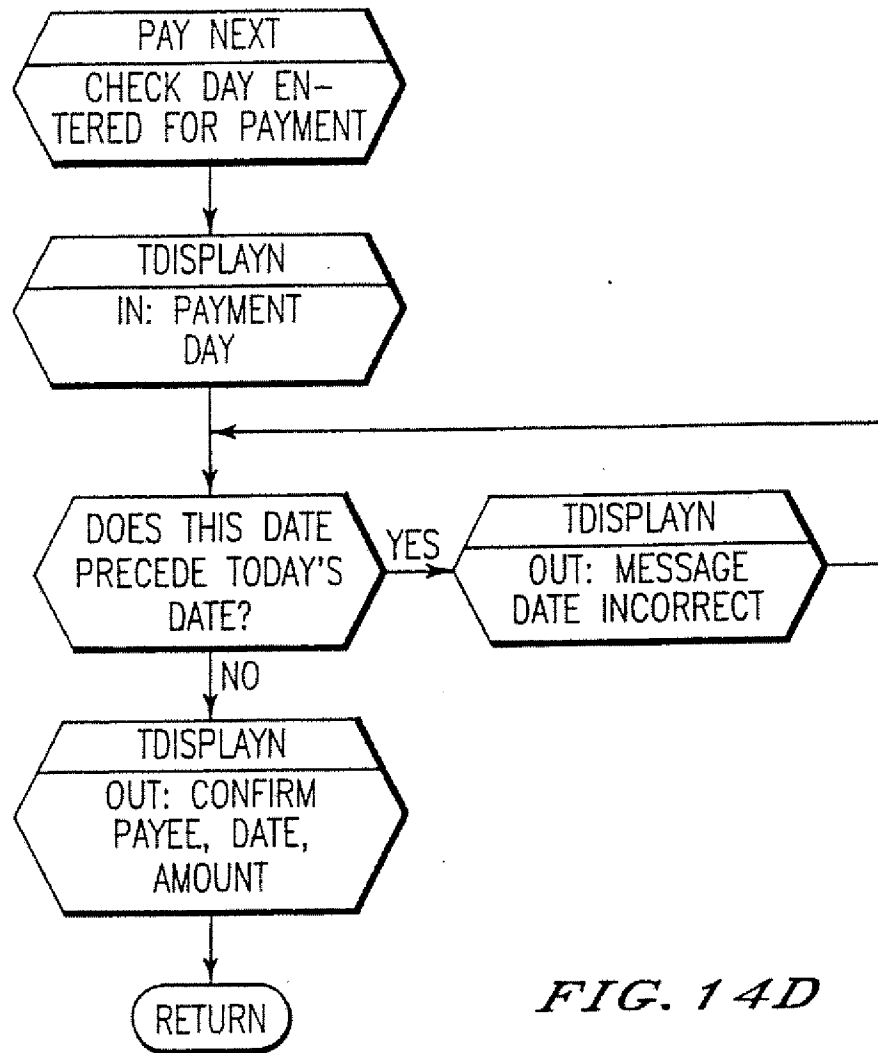 PAY NEXT
CHECK DAY EN-
TERED FOR PAYMENT
TDISPLAYN
IN: PAYMENT
DAY
DOES THIS DATE
PRECEDE TODAY'S
DATE?
YES
TDISPLAYN
OUT: MESSAGE
DATE INCORRECT
NO
TDISPLAYN
OUT: CONFIRM
PAYEE, DATE,
AMOUNT
RETURN
FIG. 14D